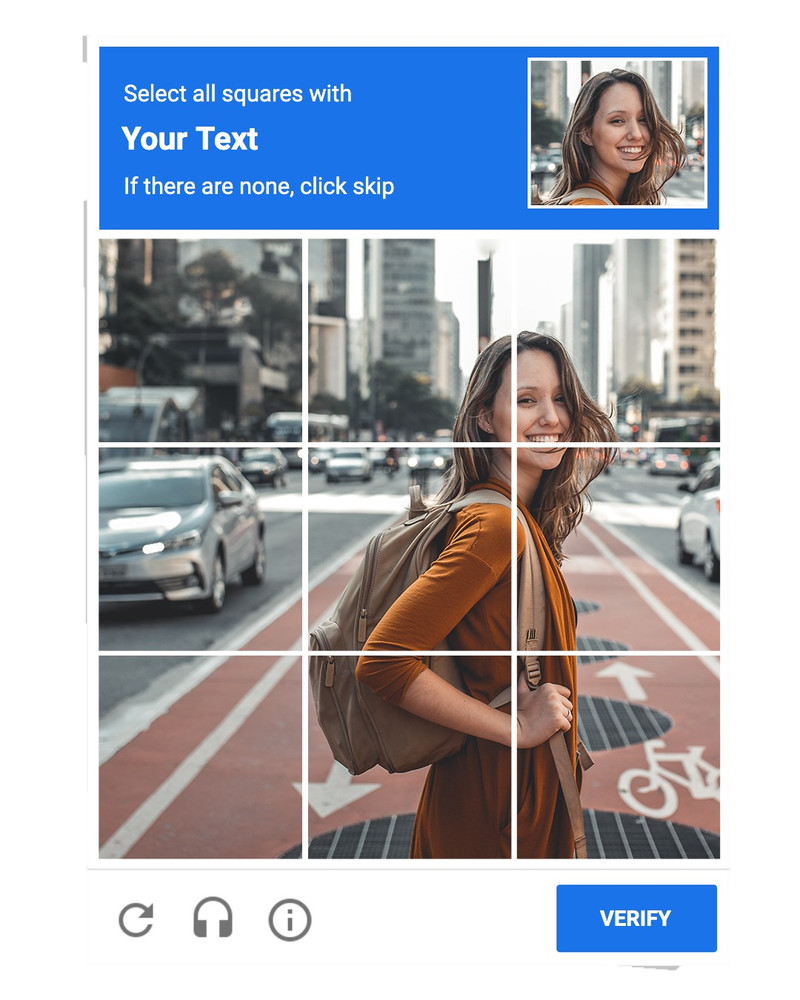 Select all squares with
Your Text
If there are none, click skip
VERIFY